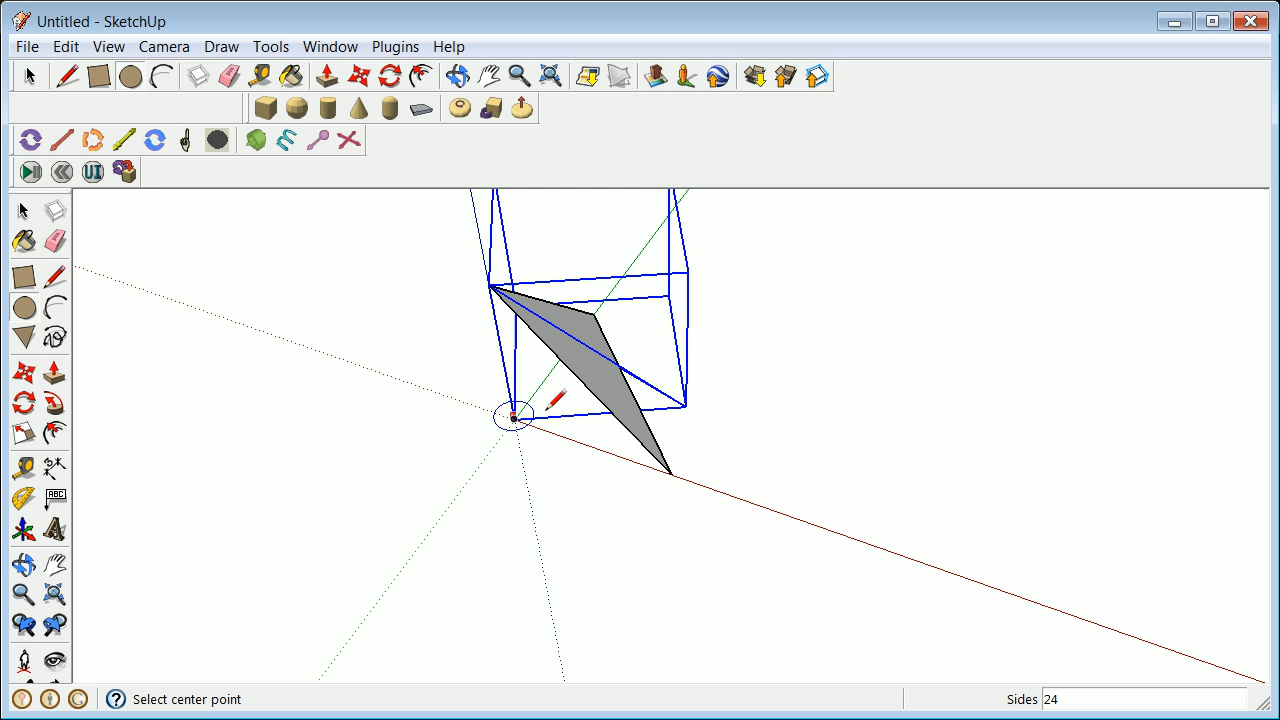 Untitled - SketchUp
File Edit View Camera Draw Tools Window Plugins Help
UI
ABC
A
Select center point
Sides 24